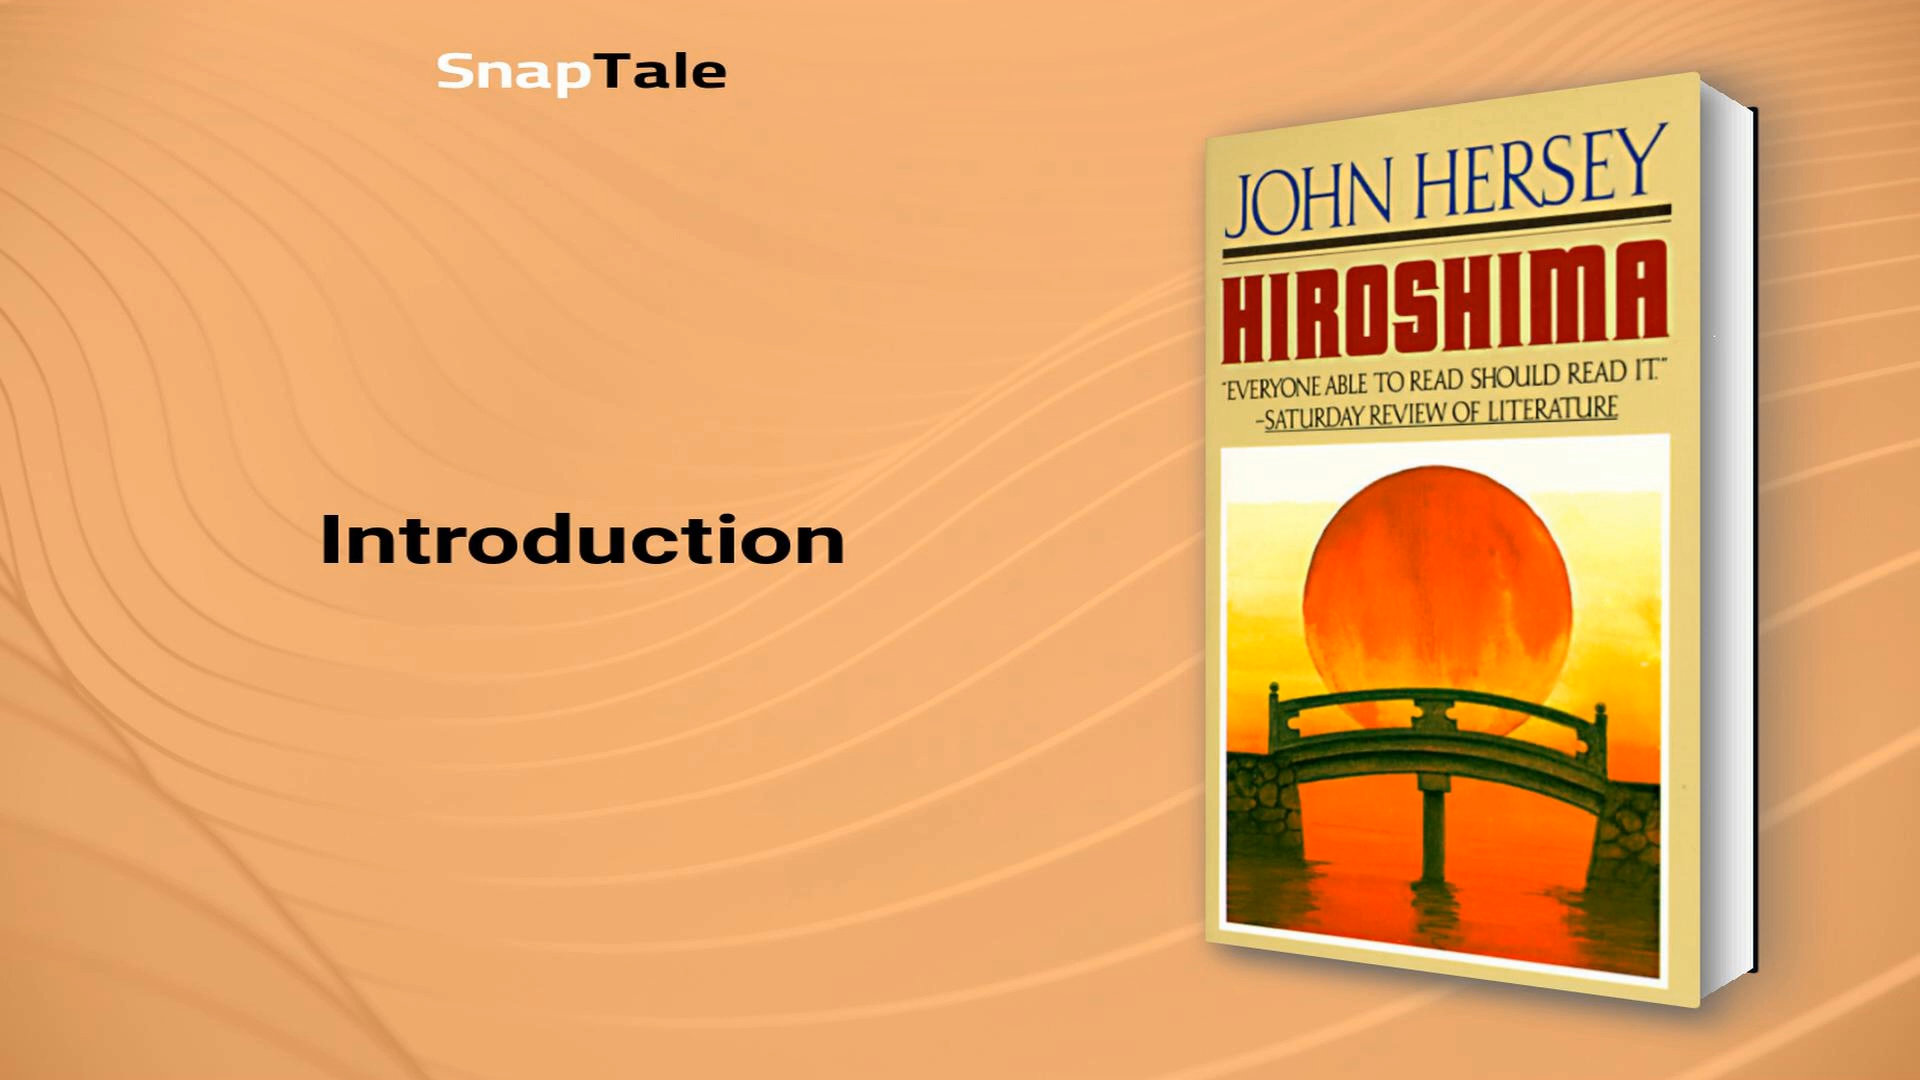 SnapTale
Introduction
JOHN HERSEY
HIROSHIMA
"EVERYONE ABLE TO READ SHOULD READ IT."
–SATURDAY REVIEW OF LITERATURE